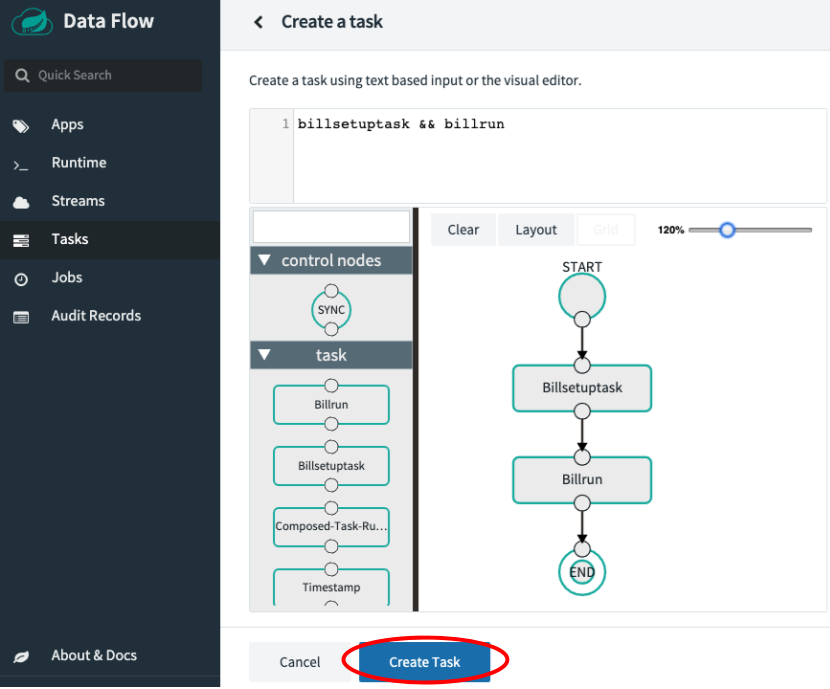 Data Flow
Quick Search
Apps
Runtime
Streams
Tasks
Jobs
Audit Records
About & Docs
Create a task
Create a task using text based input or the visual editor.
1 billsetuptask && billrun
control nodes
SYNC
task
Billrun
Billsetuptask
Composed-Task-Ru...
Timestamp
Clear Layout Grid 120%
START
Billsetuptask
Billrun
END
Cancel Create Task